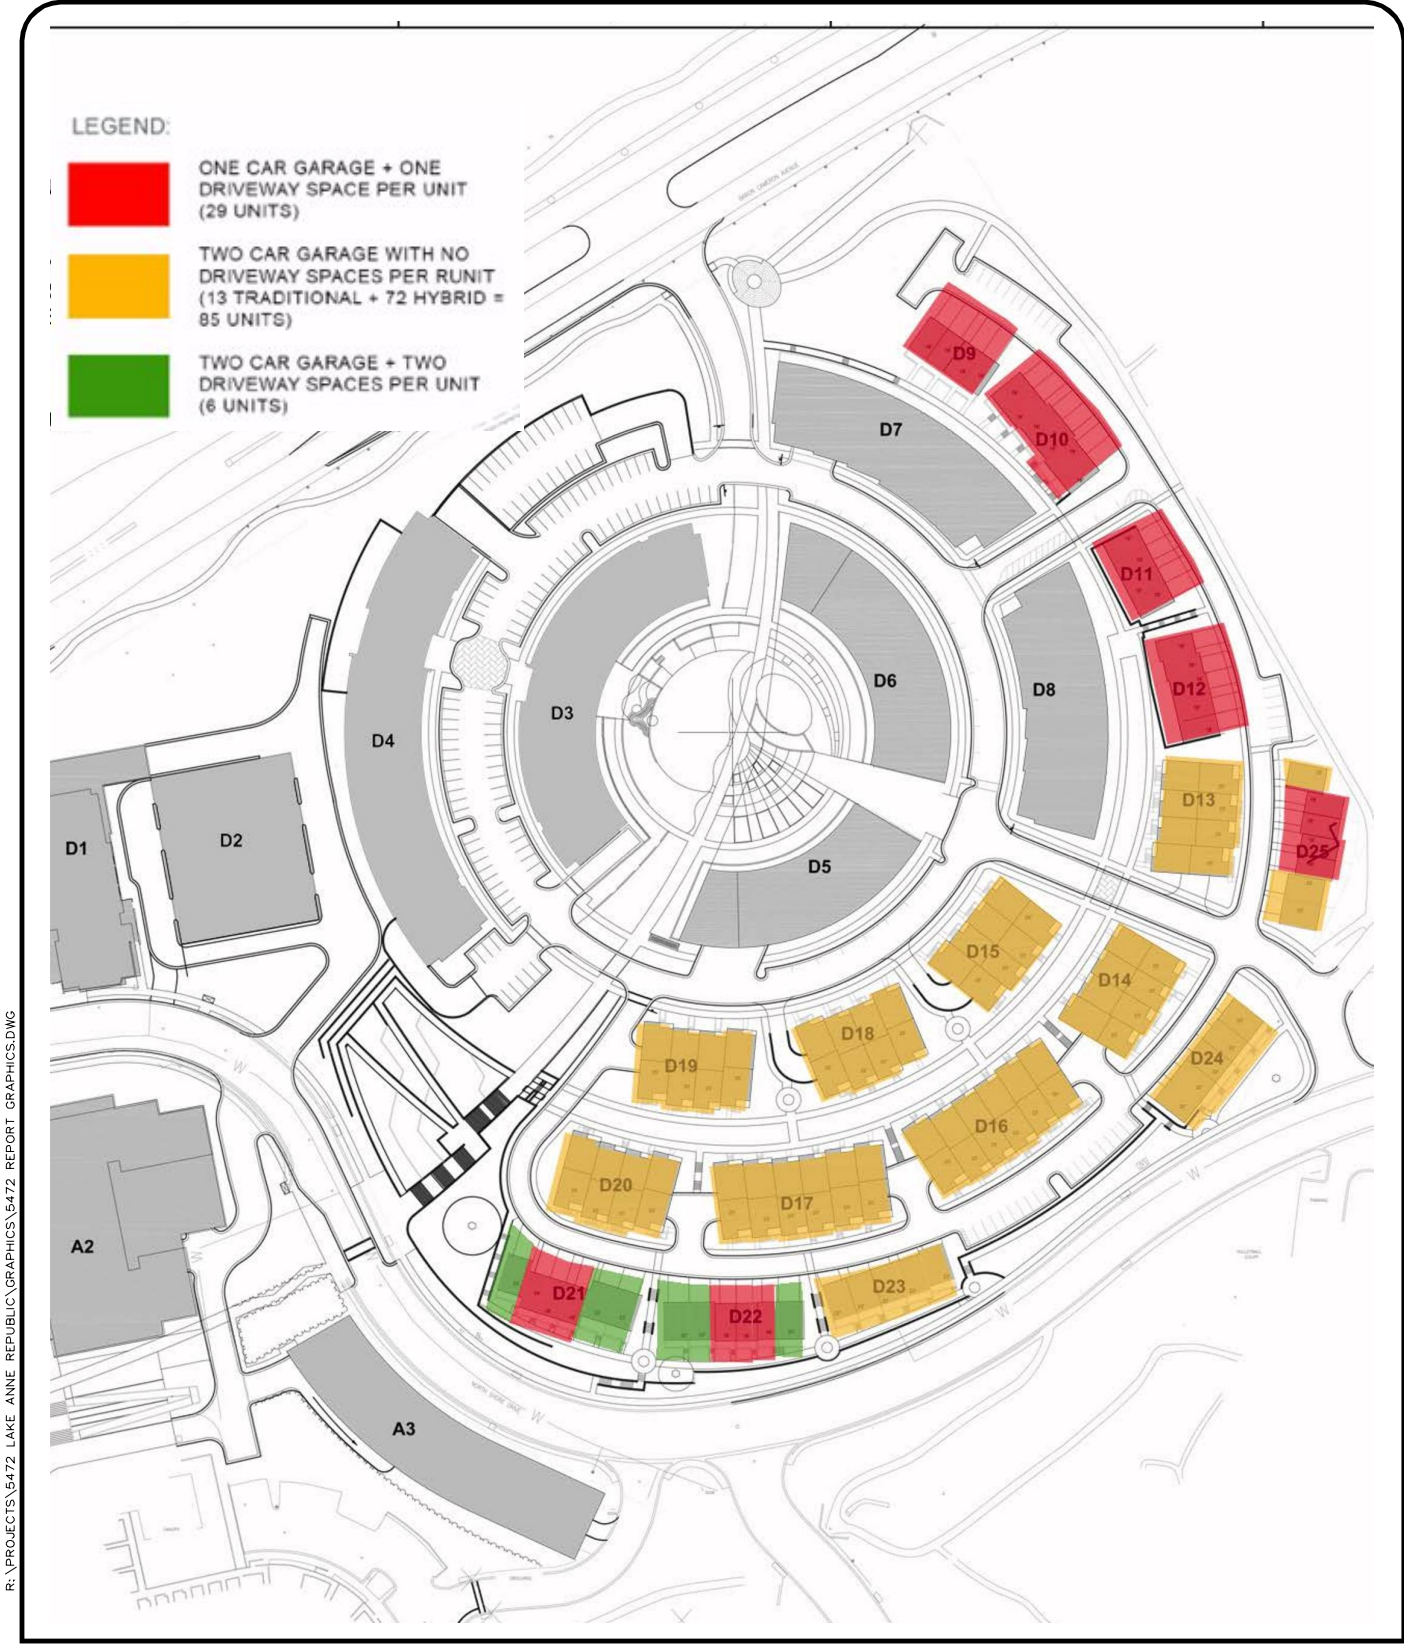 LEGEND:
ONE CAR GARAGE + ONE
DRIVEWAY SPACE PER UNIT
(29 UNITS)
TWO CAR GARAGE WITH NO
DRIVEWAY SPACES PER RUNIT
(13 TRADITIONAL + 72 HYBRID =
85 UNITS)
TWO CAR GARAGE + TWO
DRIVEWAY SPACES PER UNIT
(6 UNITS)
D9
D7
D10
D11
D6
D8
D12
D3
D4
D13
D2
D1
D25
D5
D15
D14
D18
D24
D19
D16
D20
D17
A2
D23
D21
D22
A3
NORTH SHORE DRIVE
W
W
W
W
W
R:\PROJECTS\5472 LAKE ANNE REPUBLIC\GRAPHICS\5472 REPORT GRAPHICS.DWG